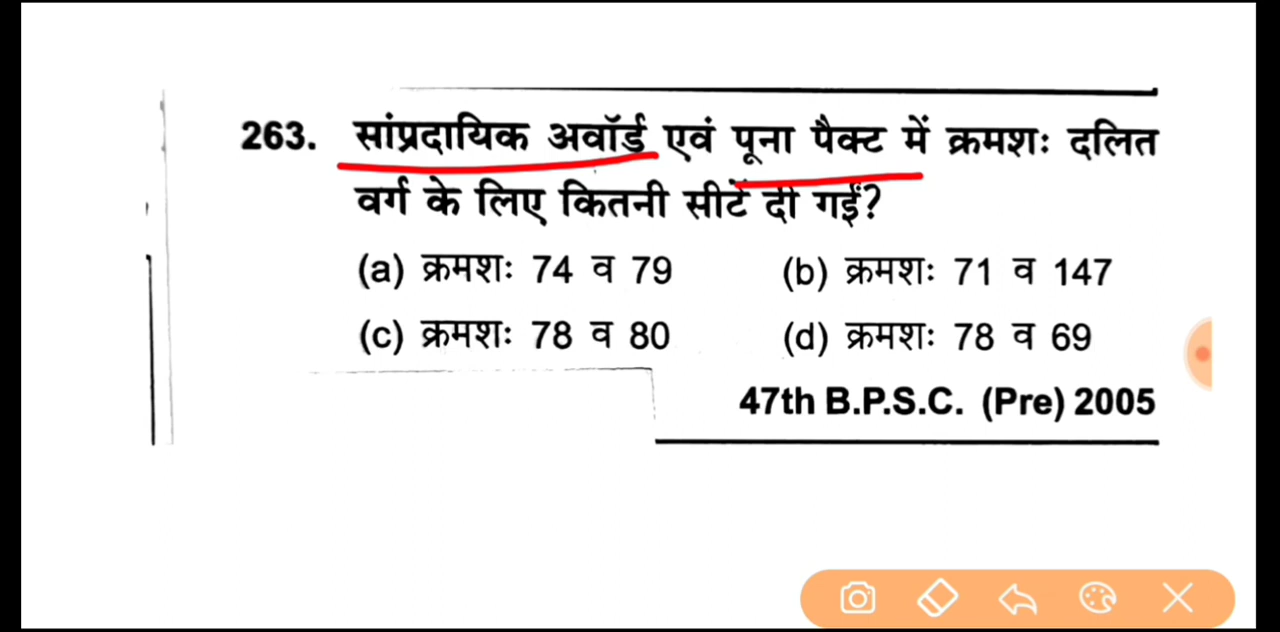 263. सांप्रदायिक अवॉर्ड एवं पूना पैक्ट में क्रमशः दलित
वर्ग के लिए कितनी सीटें दी गईं?
(a) क्रमशः 74 व 79 (b) क्रमशः 71 व 147
(c) क्रमशः 78 व 80 (d) क्रमशः 78 व 69
47th B.P.S.C. (Pre) 2005